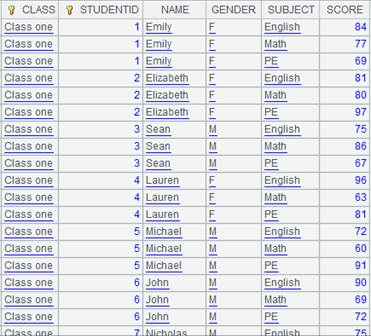 CLASS STUDENTID NAME GENDER SUBJECT SCORE
Class one 1 Emily F English 84
Class one 1 Emily F Math 77
Class one 1 Emily F PE 69
Class one 2 Elizabeth F English 81
Class one 2 Elizabeth F Math 80
Class one 2 Elizabeth F PE 97
Class one 3 Sean M English 75
Class one 3 Sean M Math 86
Class one 3 Sean M PE 67
Class one 4 Lauren F English 96
Class one 4 Lauren F Math 63
Class one 4 Lauren F PE 81
Class one 5 Michael M English 72
Class one 5 Michael M Math 60
Class one 5 Michael M PE 91
Class one 6 John M English 90
Class one 6 John M Math 69
Class one 6 John M PE 72
Class one 7 Nicholas M English 75